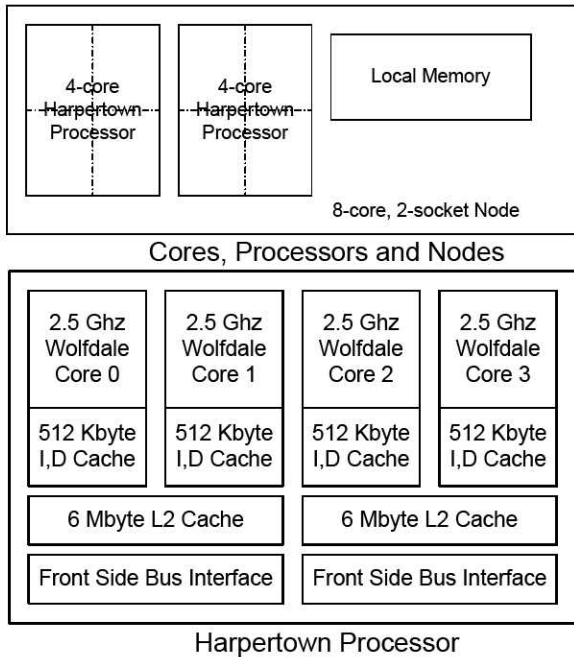 4-core
Harpertown
Processor
4-core
Harpertown
Processor
Local Memory
8-core, 2-socket Node
Cores, Processors and Nodes
2.5 Ghz
Wolfdale
Core 0
2.5 Ghz
Wolfdale
Core 1
2.5 Ghz
Wolfdale
Core 2
2.5 Ghz
Wolfdale
Core 3
512 Kbyte
I,D Cache
512 Kbyte
I,D Cache
512 Kbyte
I,D Cache
512 Kbyte
I,D Cache
6 Mbyte L2 Cache
6 Mbyte L2 Cache
Front Side Bus Interface
Front Side Bus Interface
Harpertown Processor